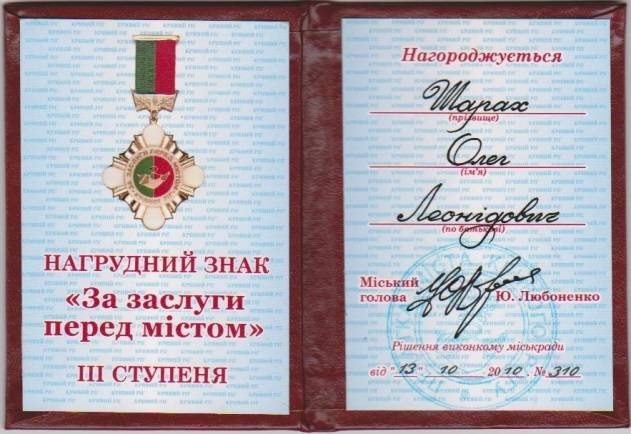 НАГРУДНИЙ ЗНАК
«За заслуги
перед містом»
III СТУПЕНЯ
Нагороджується
Шарах
(прізвище)
Олег
(ім'я)
Леонідович
(по батькові)
Міський
голова
Ю. Любоненко
Рішення виконкому міськради
від "13" 10 2010. № 310